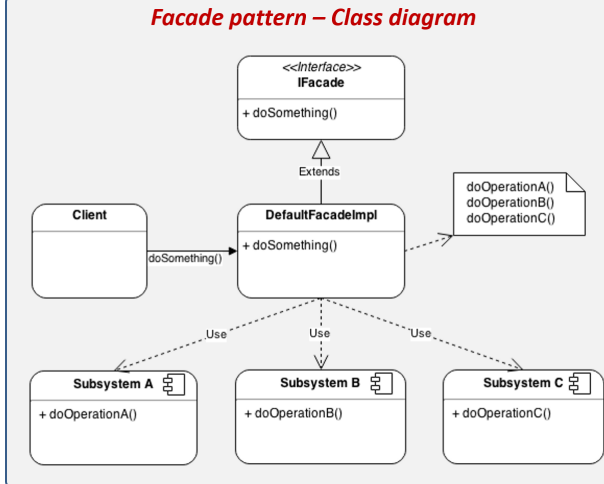 Facade pattern – Class diagram
<<Interface>>
IFacade
+ doSomething()
Extends
doOperationA()
doOperationB()
doOperationC()
Client
DefaultFacadeImpl
+ doSomething()
doSomething()
Use
Use
Use
Subsystem A
+ doOperationA()
Subsystem B
+ doOperationB()
Subsystem C
+ doOperationC()